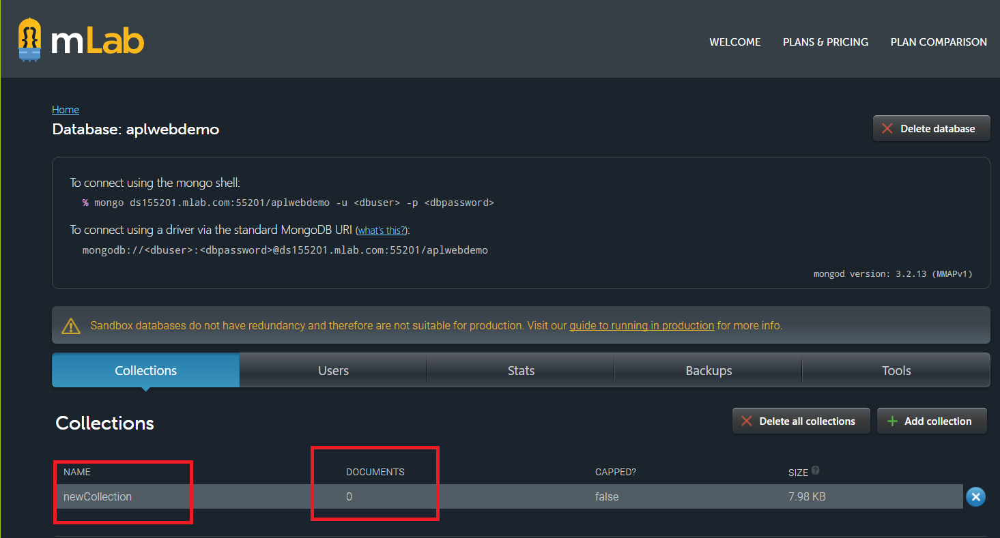 mLab
WELCOME PLANS & PRICING PLAN COMPARISON
Home
Database: aplwebdemo
Delete database
To connect using the mongo shell:
% mongo ds155201.mlab.com:55201/aplwebdemo -u <dbuser> -p <dbpassword>
To connect using a driver via the standard MongoDB URI (what's this?):
mongodb://<dbuser>:<dbpassword>@ds155201.mlab.com:55201/aplwebdemo
mongod version: 3.2.13 (MMAPv1)
Sandbox databases do not have redundancy and therefore are not suitable for production. Visit our guide to running in production for more info.
Collections Users Stats Backups Tools
Collections
Delete all collections Add collection
NAME DOCUMENTS CAPPED? SIZE ?
newCollection 0 false 7.98 KB